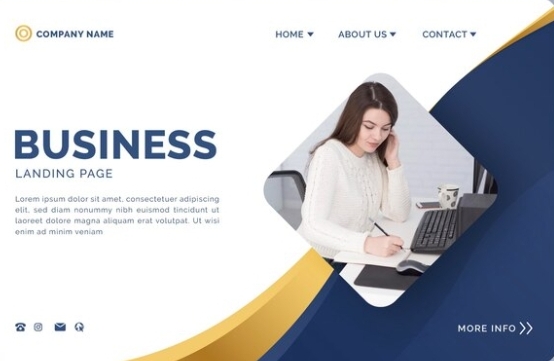 COMPANY NAME
HOME
ABOUT US
CONTACT
BUSINESS
LANDING PAGE
Lorem ipsum dolor sit amet, consectetuer adipiscing
elit, sed diam nonummy nibh euismod tincidunt ut
laoreet dolore magna aliquam erat volutpat. Ut wisi
enim ad minim veniam
MORE INFO